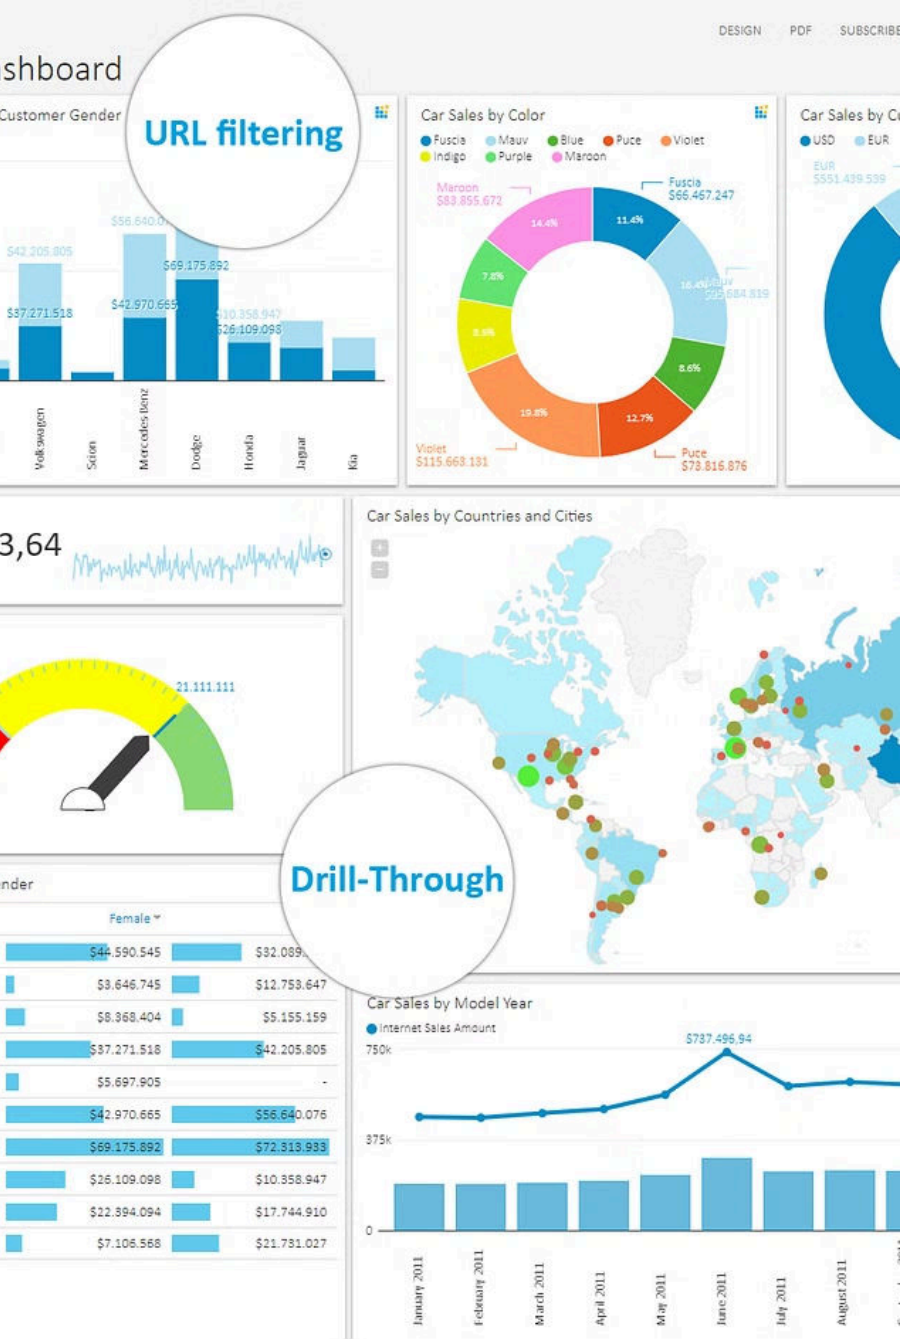 DESIGN PDF SUBSCRIBE
shboard
URL filtering
Customer Gender
$42.205.805
$37.271.518
$56.640.0
$42.970.665
$69.175.892
$10.358.947
$26.109.098
Volkswagen
Scion
Mercedes-Benz
Dodge
Honda
Jaguar
Kia
Car Sales by Color
Fuscia Mauv Blue Puce Violet
Indigo Purple Maroon
Maroon
$83.855.672
Fuscia
$66.467.247
14.4%
11.4%
7.8%
8.6%
19.8%
12.7%
Violet
$115.663.131
Puce
$73.816.876
Car Sales by Cu
USD EUR
EUR
$551.439.539
3,64
21.111.111
Car Sales by Countries and Cities
+
−
Drill-Through
nder
Female
$44.590.545 $32.089.
$3.646.745 $12.753.647
$8.368.404 $5.155.159
$37.271.518 $42.205.805
$5.697.905 -
$42.970.665 $56.640.076
$69.175.892 $72.313.933
$26.109.098 $10.358.947
$22.394.094 $17.744.910
$7.106.568 $21.731.027
Car Sales by Model Year
Internet Sales Amount
$737.496,94
750k
375k
0
January 2011
February 2011
March 2011
April 2011
May 2011
June 2011
July 2011
August 2011